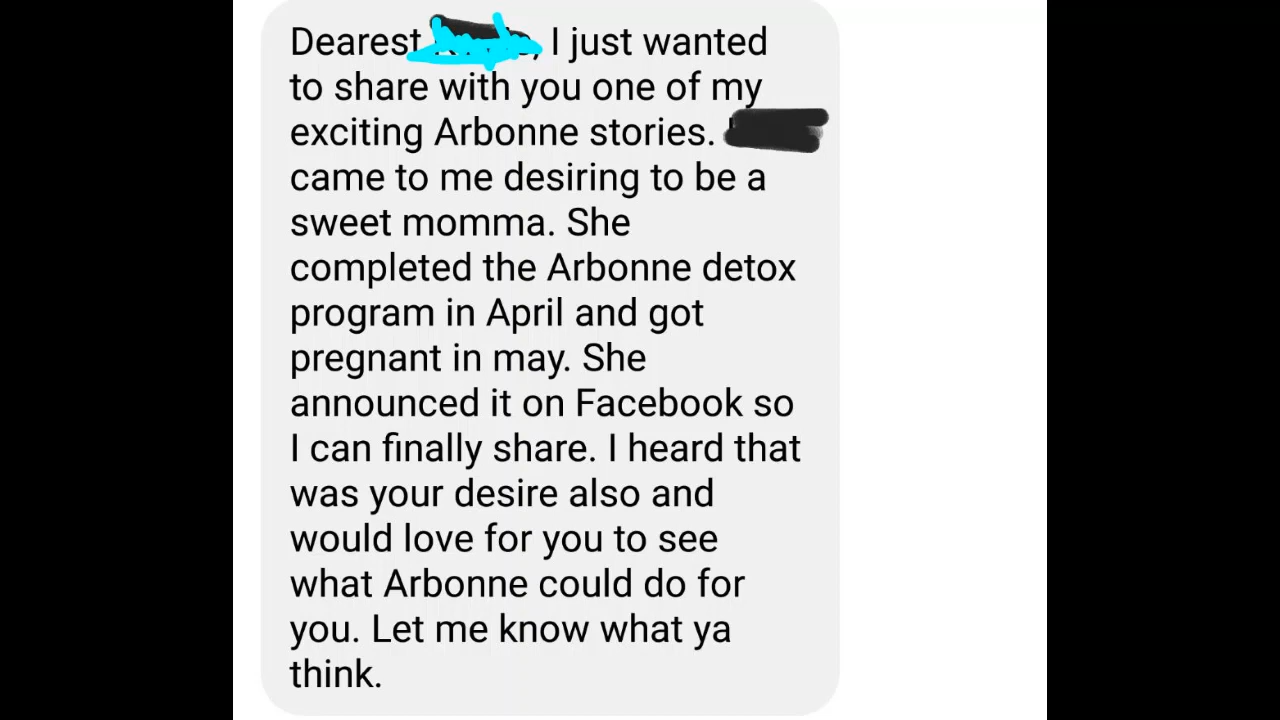 Dearest , I just wanted
to share with you one of my
exciting Arbonne stories.
came to me desiring to be a
sweet momma. She
completed the Arbonne detox
program in April and got
pregnant in may. She
announced it on Facebook so
I can finally share. I heard that
was your desire also and
would love for you to see
what Arbonne could do for
you. Let me know what ya
think.